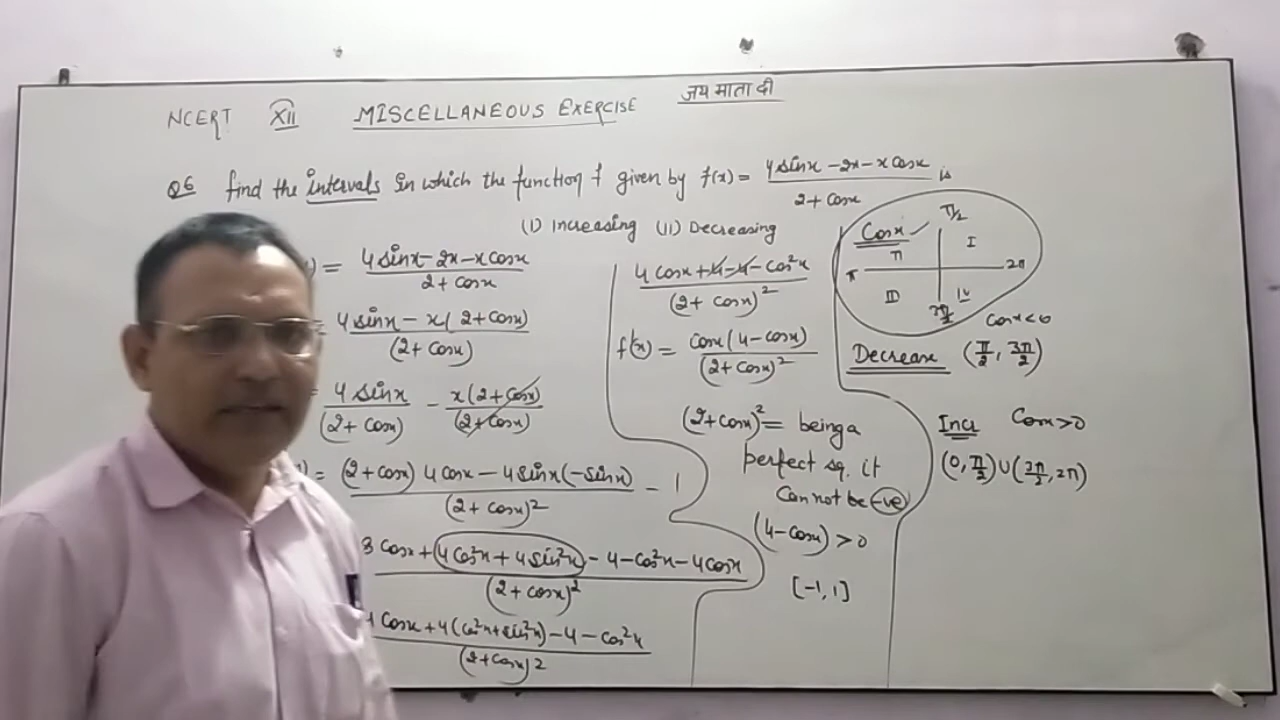 जय माता दी
NCERT XII MISCELLANEOUS EXERCISE
Q6 find the intervals in which the function f given by f(x) = (4 sinx - 2x - x cosx) / (2 + cosx) is
(I) Increasing (II) Decreasing
) = (4 sinx - 2x - x cosx) / (2 + cosx)
= (4 sinx - x(2 + cosx)) / (2 + cosx)
= 4 sinx / (2 + cosx) - x(2 + cosx) / (2 + cosx)
) = ((2 + cosx) 4 cosx - 4 sinx(-sinx)) / (2 + cosx)² - 1
8 cosx + 4 cos²x + 4 sin²x - 4 - cos²x - 4 cosx / (2 + cosx)²
4 cosx + 4(cos²x + sin²x) - 4 - cos²x / (2 + cosx)²
4 cosx + 4 - 4 - cos²x / (2 + cosx)²
f'(x) = cosx(4 - cosx) / (2 + cosx)²
(2 + cosx)² = being a
perfect sq. it
cannot be -ve
(4 - cosx) > 0
[-1, 1]
Cosx
π/2
I
II
π
2π
III
IV
3π/2
Cosx<0
Decrease (π/2, 3π/2)
Incr Cosx>0
(0, π/2) ∪ (3π/2, 2π)